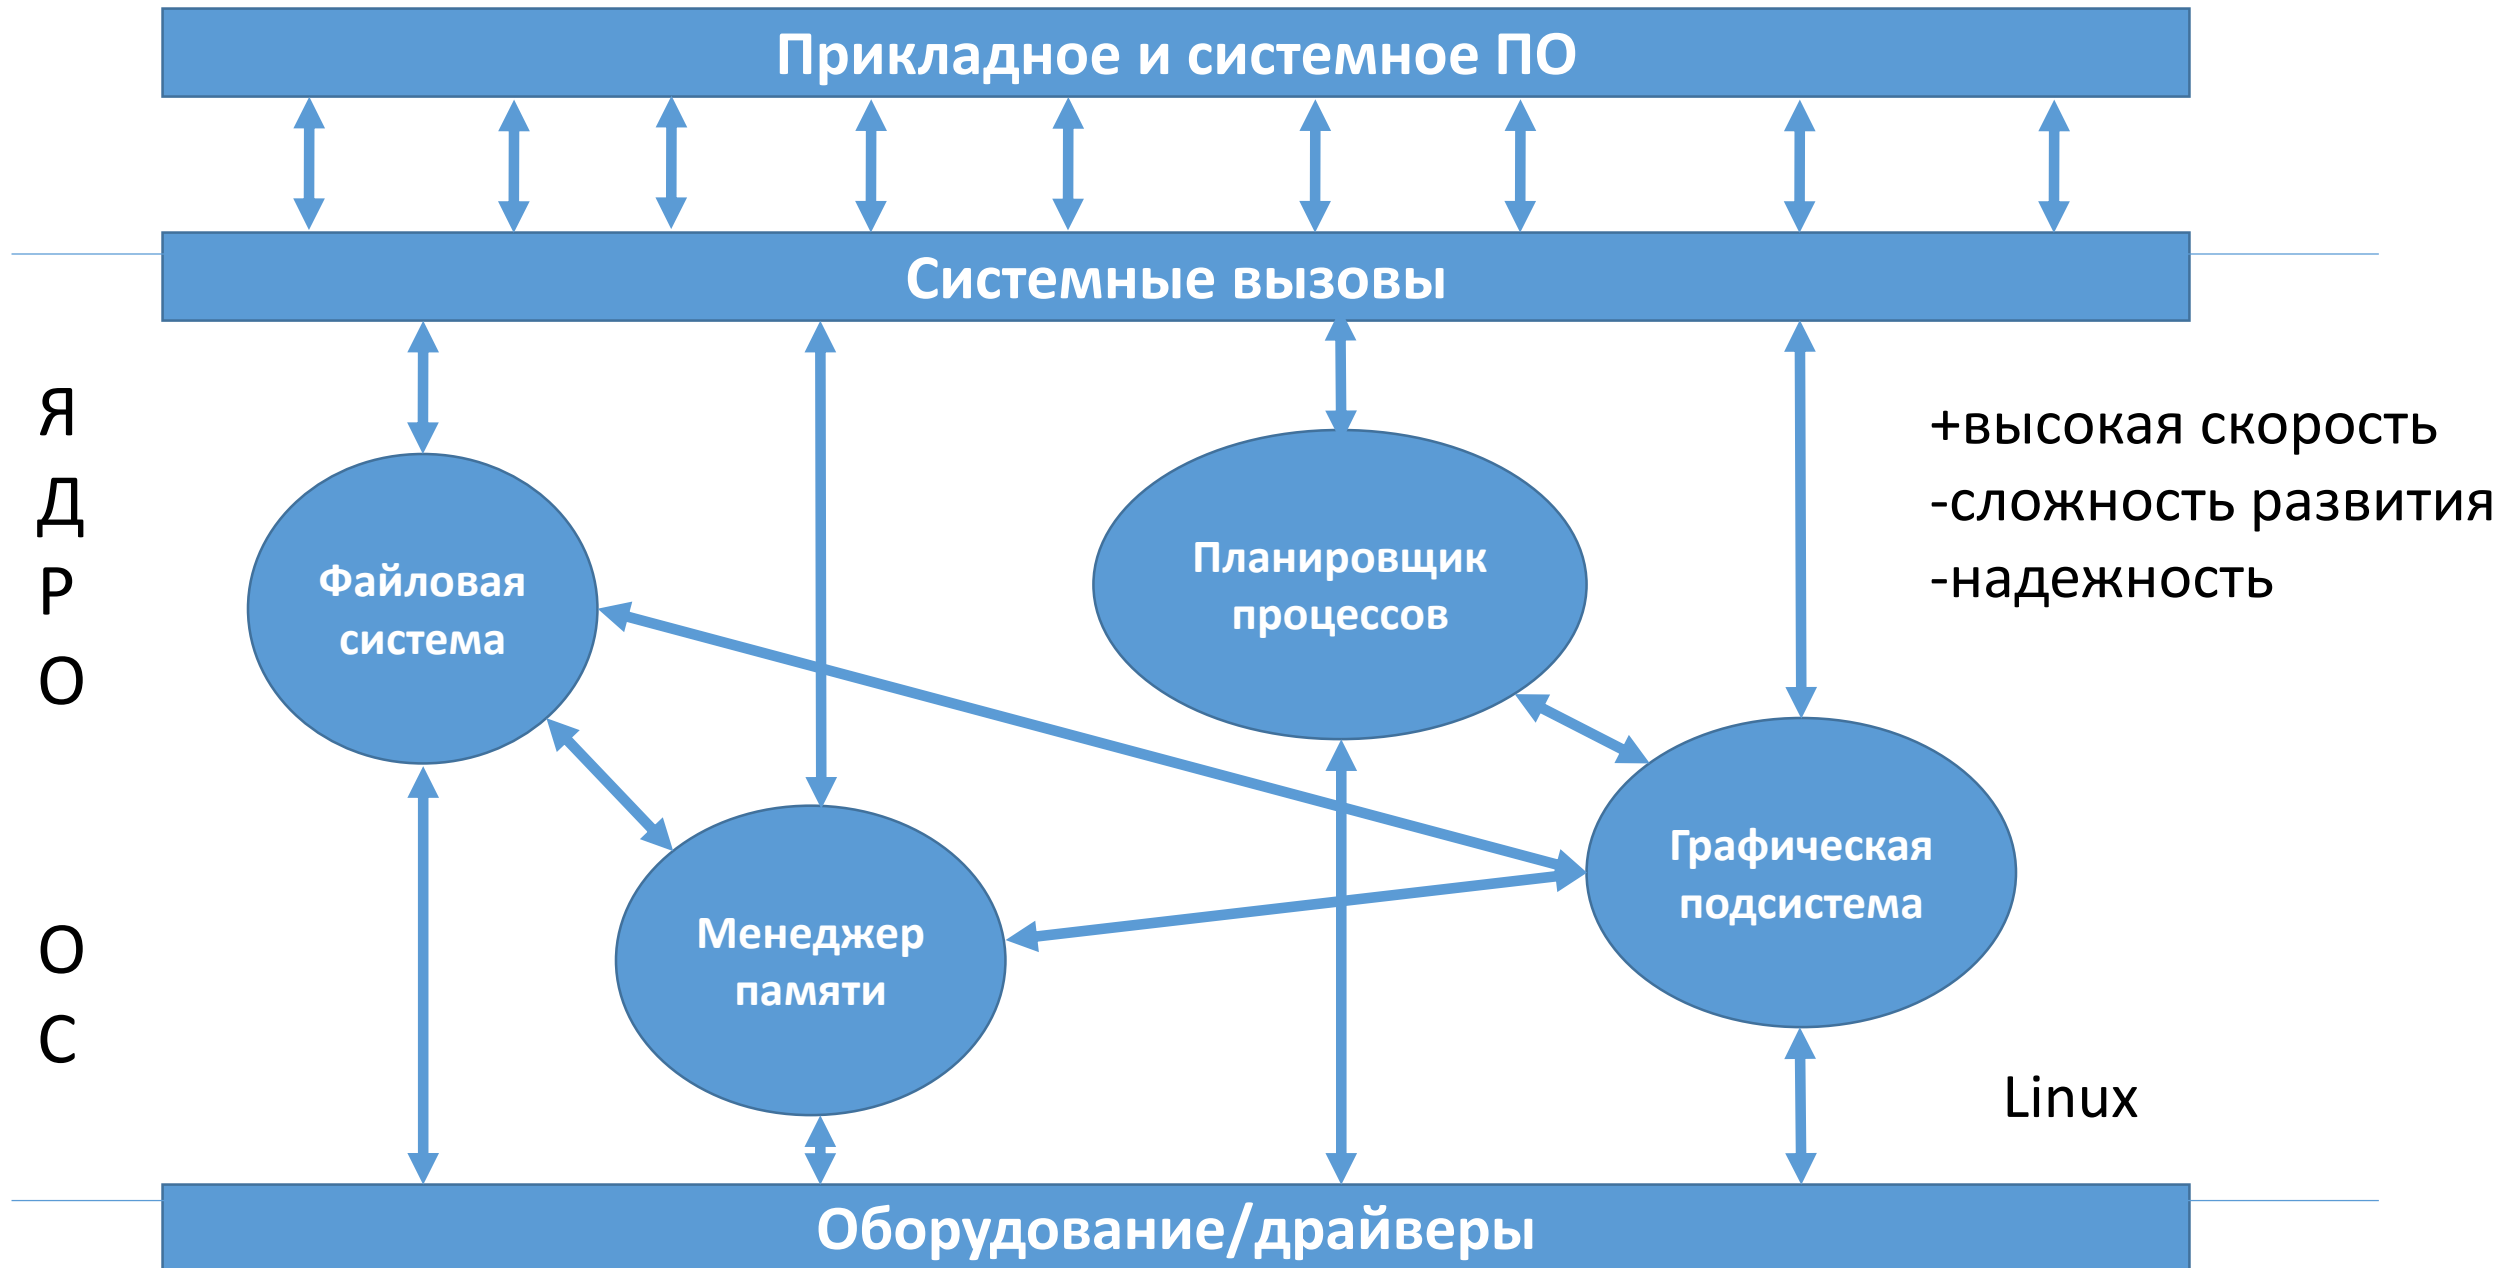 Прикладное и системное ПО
Системные вызовы
Я
Д
Р
О
О
С
+высокая скорость
-сложность развития
-надежность
Файловая
система
Планировщик
процессов
Менеджер
памяти
Графическая
подсистема
Linux
Оборудование/драйверы